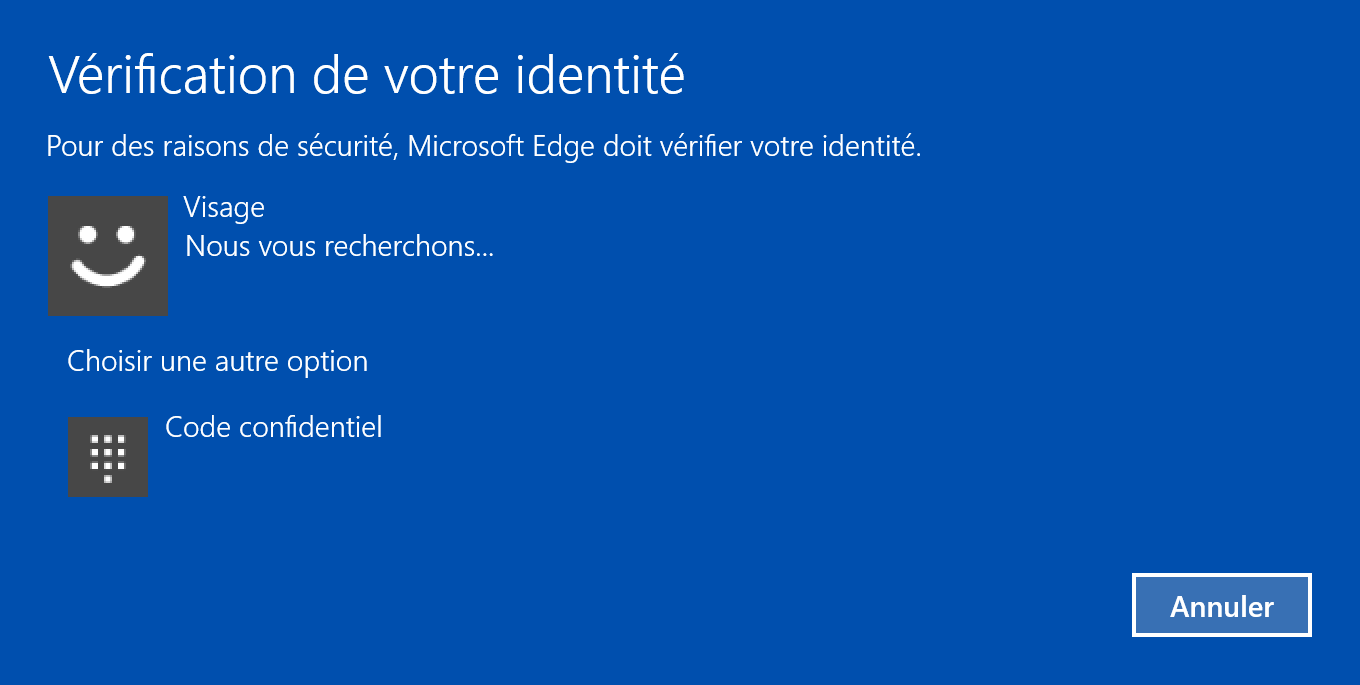 Vérification de votre identité
Pour des raisons de sécurité, Microsoft Edge doit vérifier votre identité.
Visage
Nous vous recherchons...
Choisir une autre option
Code confidentiel
Annuler